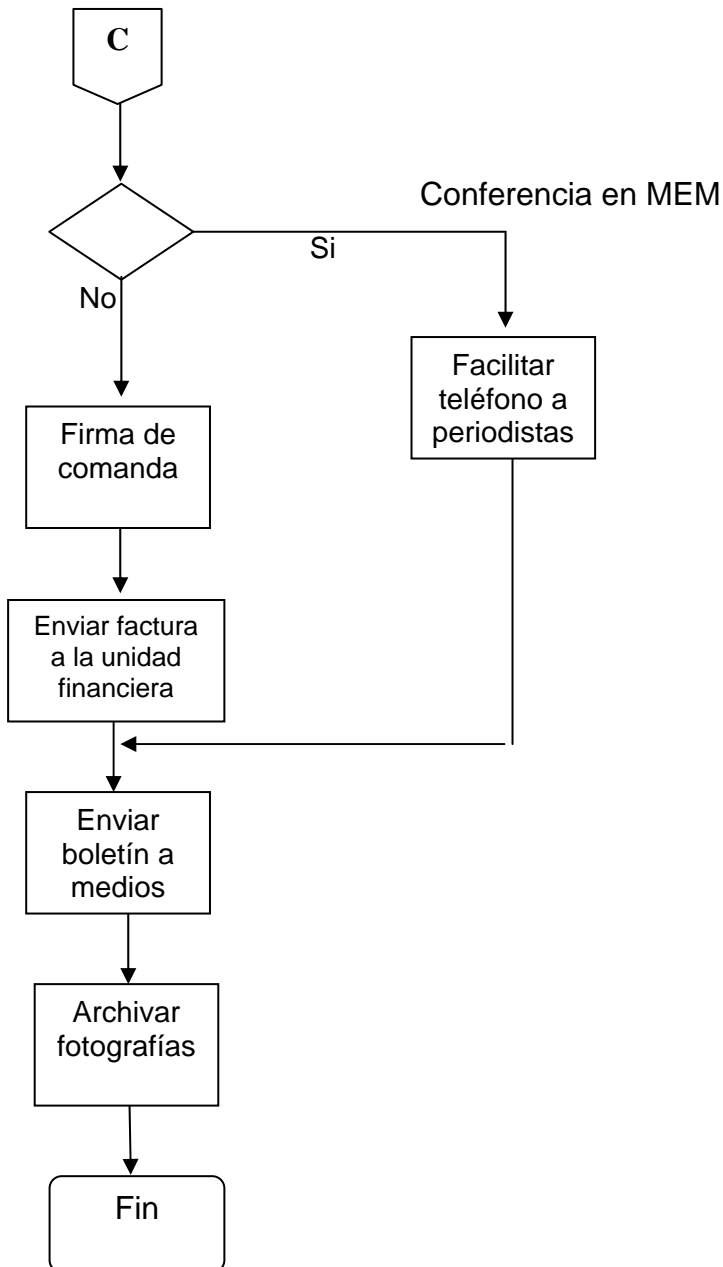 C
Conferencia en MEM
Si
No
Facilitar
teléfono a
periodistas
Firma de
comanda
Enviar factura
a la unidad
financiera
Enviar
boletín a
medios
Archivar
fotografías
Fin